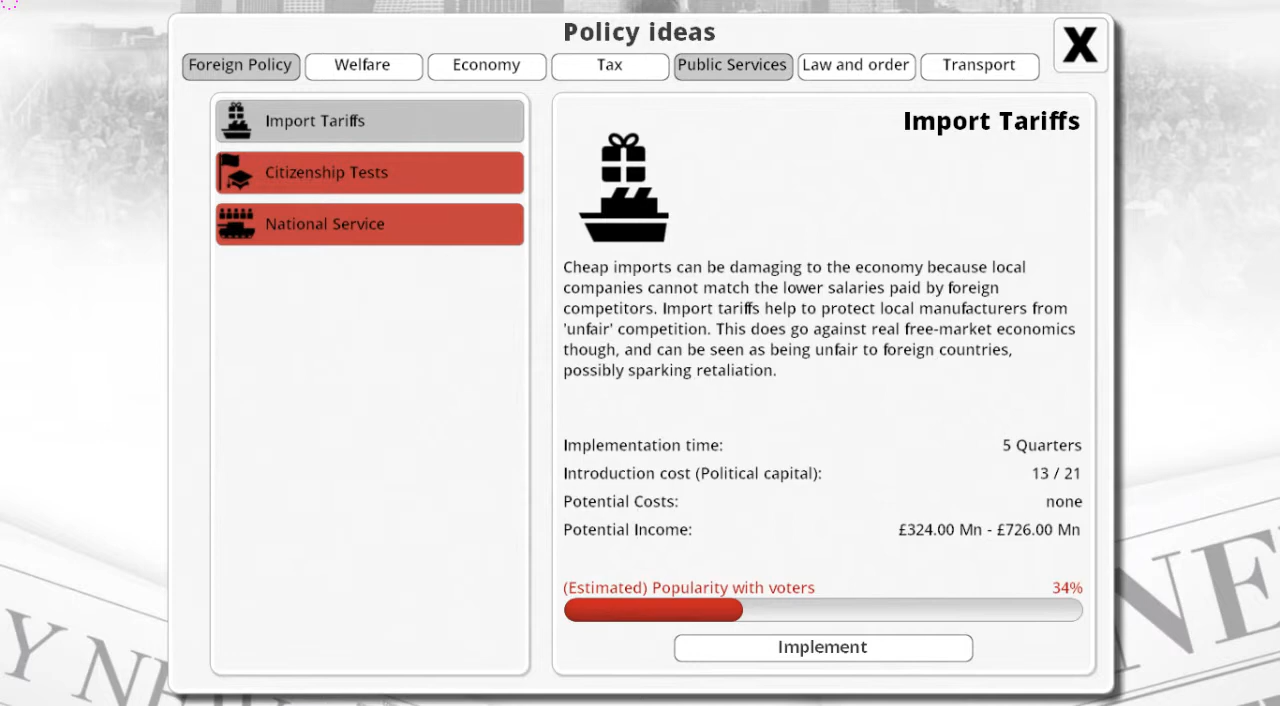 Policy ideas
X
Foreign Policy
Welfare
Economy
Tax
Public Services
Law and order
Transport
Import Tariffs
Citizenship Tests
National Service
Import Tariffs
Cheap imports can be damaging to the economy because local
companies cannot match the lower salaries paid by foreign
competitors. Import tariffs help to protect local manufacturers from
'unfair' competition. This does go against real free-market economics
though, and can be seen as being unfair to foreign countries,
possibly sparking retaliation.
Implementation time: 5 Quarters
Introduction cost (Political capital): 13 / 21
Potential Costs: none
Potential Income: £324.00 Mn - £726.00 Mn
(Estimated) Popularity with voters 34%
Implement